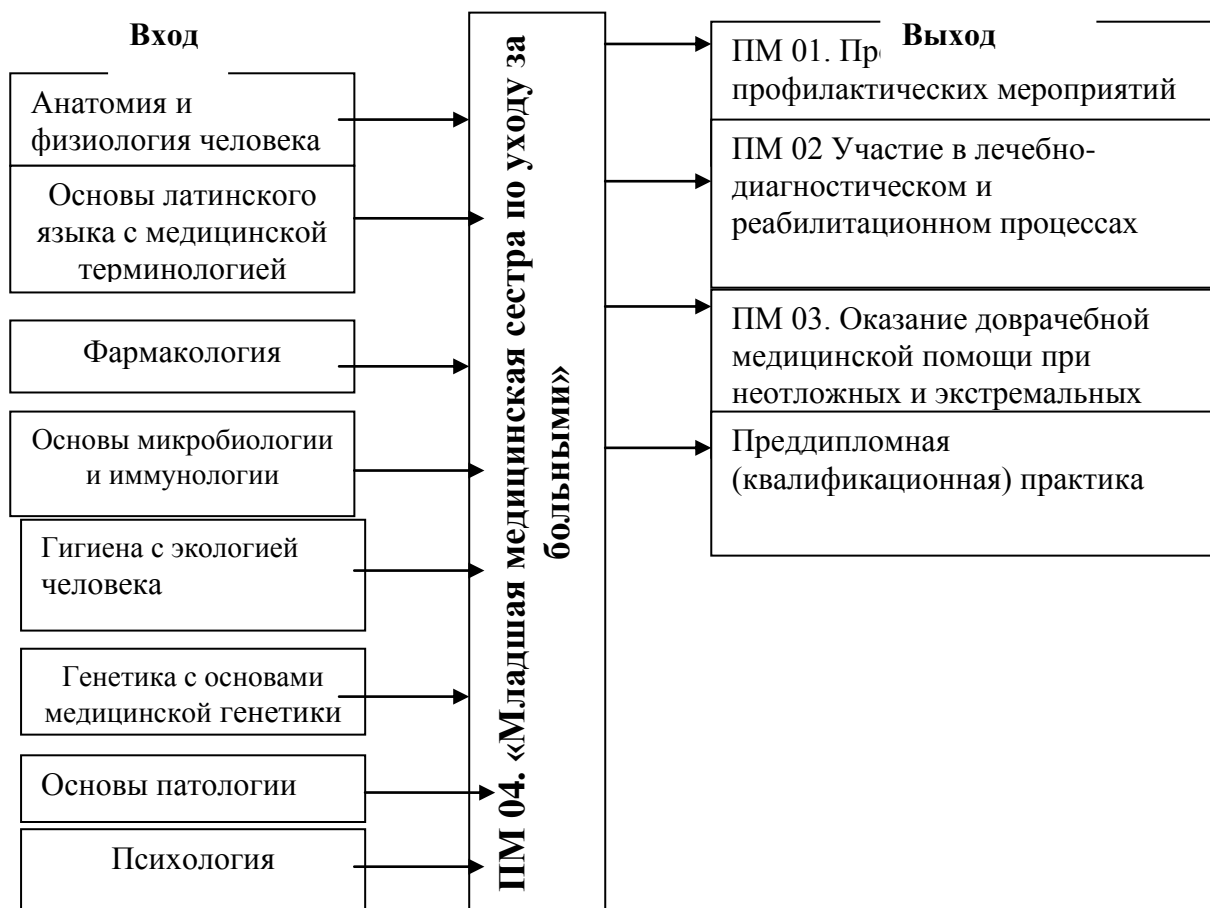 Вход
Анатомия и
физиология человека
Основы латинского
языка с медицинской
терминологией
Фармакология
Основы микробиологии
и иммунологии
Гигиена с экологией
человека
Генетика с основами
медицинской генетики
Основы патологии
Психология
ПМ 04. «Младшая медицинская сестра по уходу за
больными»
Выход
ПМ 01.
профилактических мероприятий
ПМ 02 Участие в лечебно-
диагностическом и
реабилитационном процессах
ПМ 03. Оказание доврачебной
медицинской помощи при
неотложных и экстремальных
Преддипломная
(квалификационная) практика